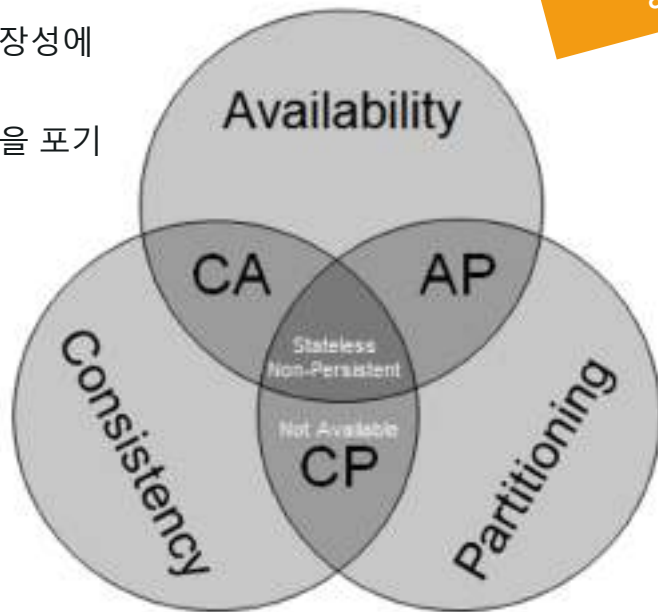 장성에
을 포기
Availability
CA
AP
Stateless
Non-Persistent
Not Available
CP
Consistency
Partitioning